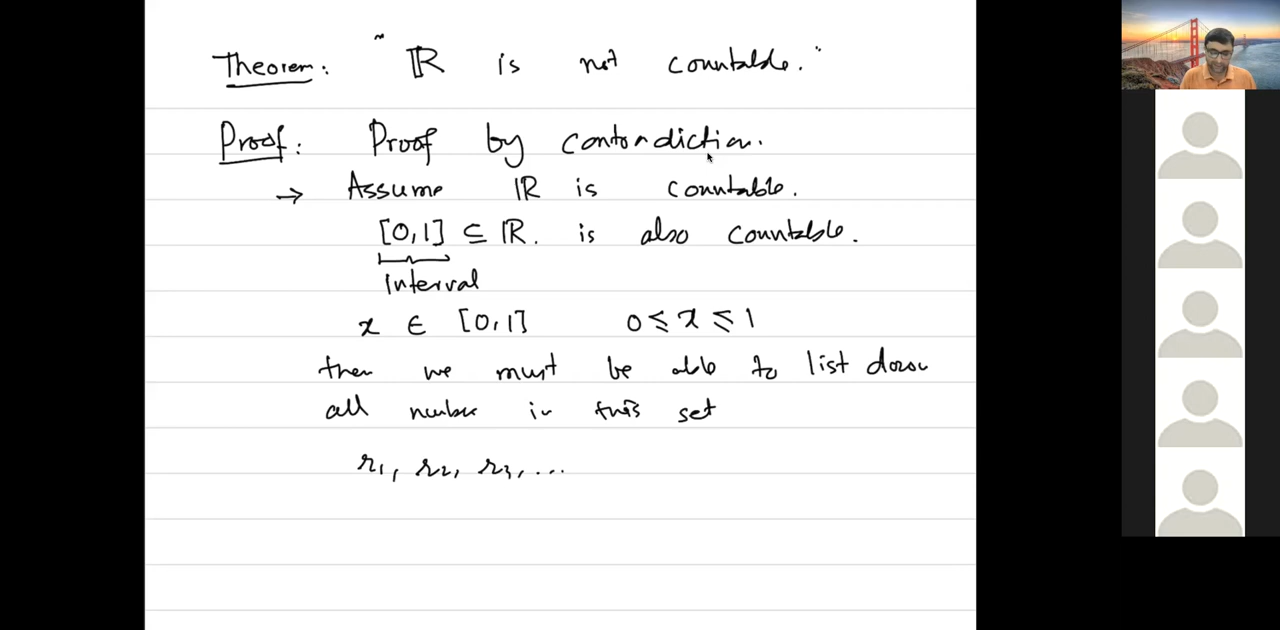 Theorem: " ℝ is not countable."
Proof: Proof by contradiction.
→ Assume ℝ is countable.
[0,1] ⊆ ℝ. is also countable.
Interval
x ∈ [0,1] 0 ≤ x ≤ 1
then we must be able to list down
all number in this set
r₁, r₂, r₃, ...